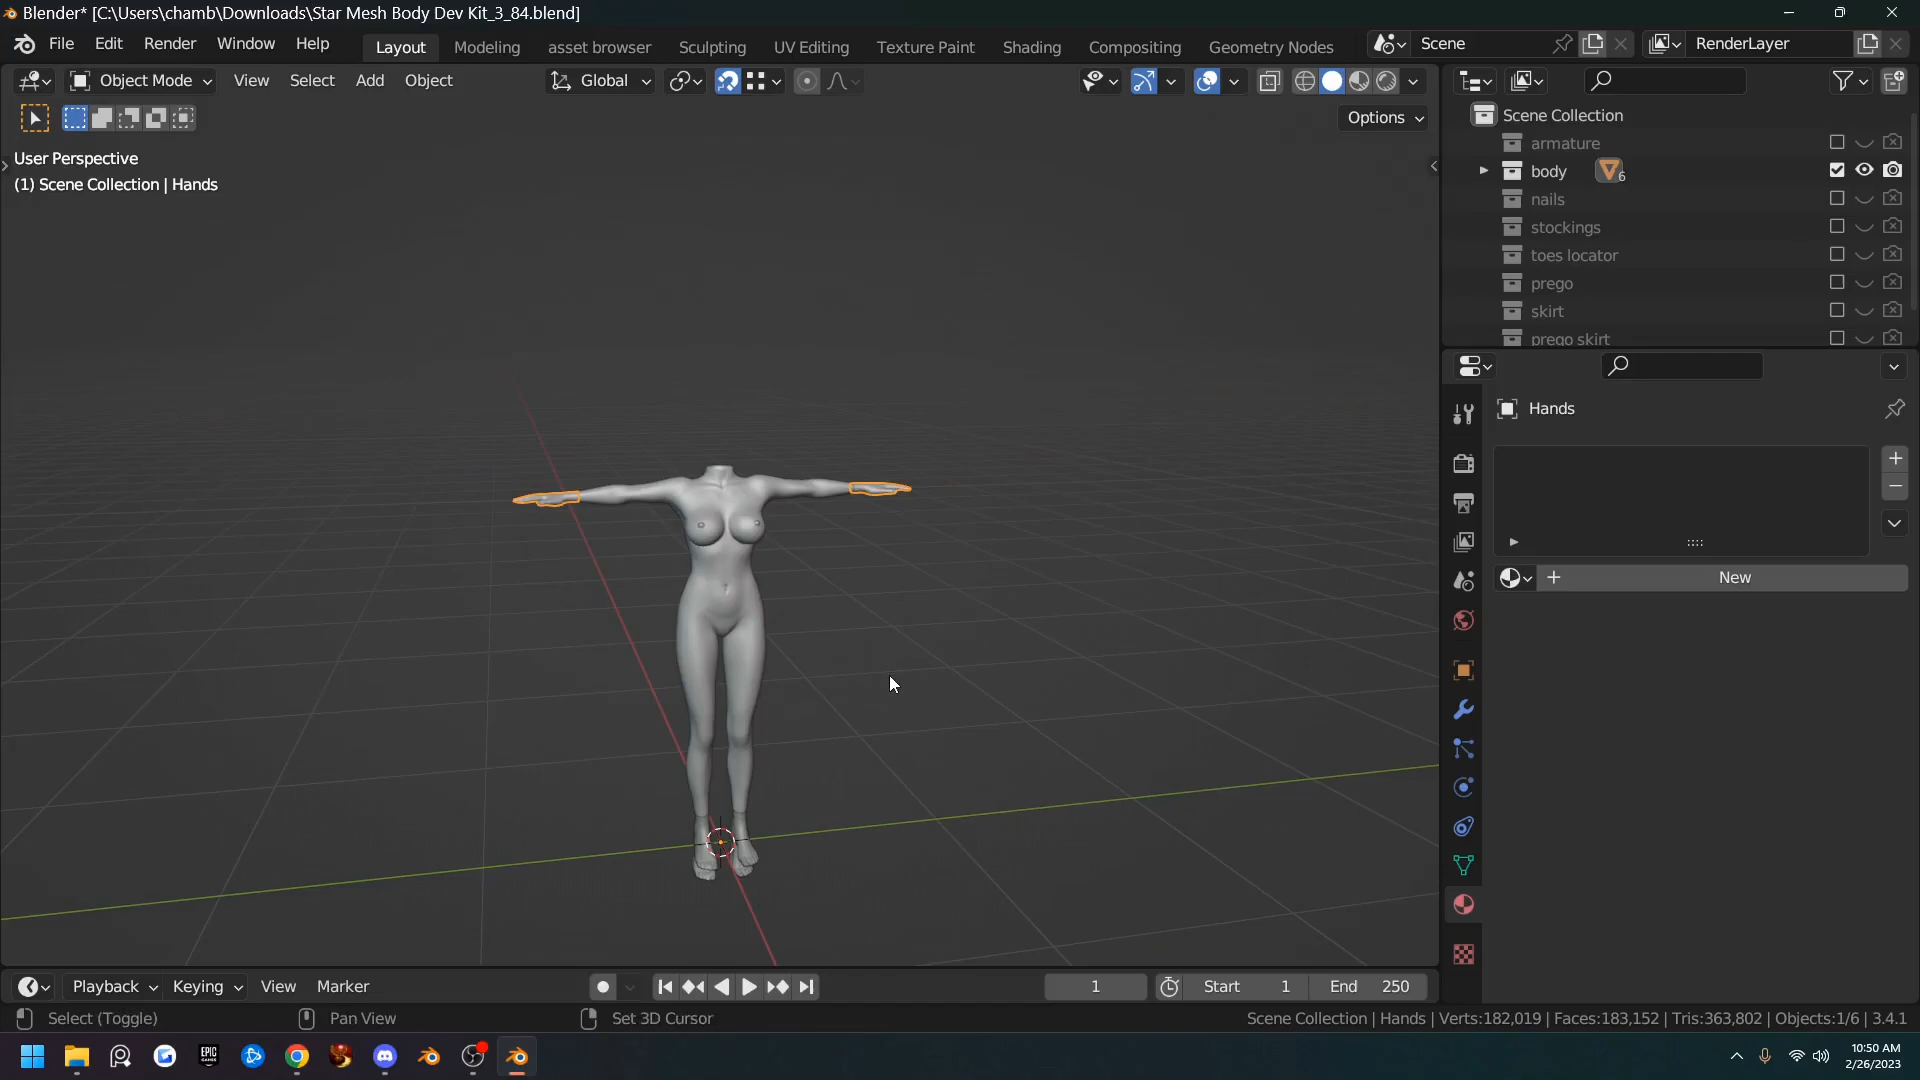 Blender* [C:\Users\chamb\Downloads\Star Mesh Body Dev Kit_3_84.blend]
File Edit Render Window Help Layout Modeling asset browser Sculpting UV Editing Texture Paint Shading Compositing Geometry Nodes Scene RenderLayer
Object Mode View Select Add Object Global
Options
User Perspective
(1) Scene Collection | Hands
Scene Collection
armature
body 6
nails
stockings
toes locator
prego
skirt
prego skirt
Hands
New
Playback Keying View Marker 1 Start 1 End 250
Select (Toggle) Pan View Set 3D Cursor Scene Collection | Hands | Verts:182,019 | Faces:183,152 | Tris:363,802 | Objects:1/6 | 3.4.1
EPIC GAMES
10:50 AM
2/26/2023